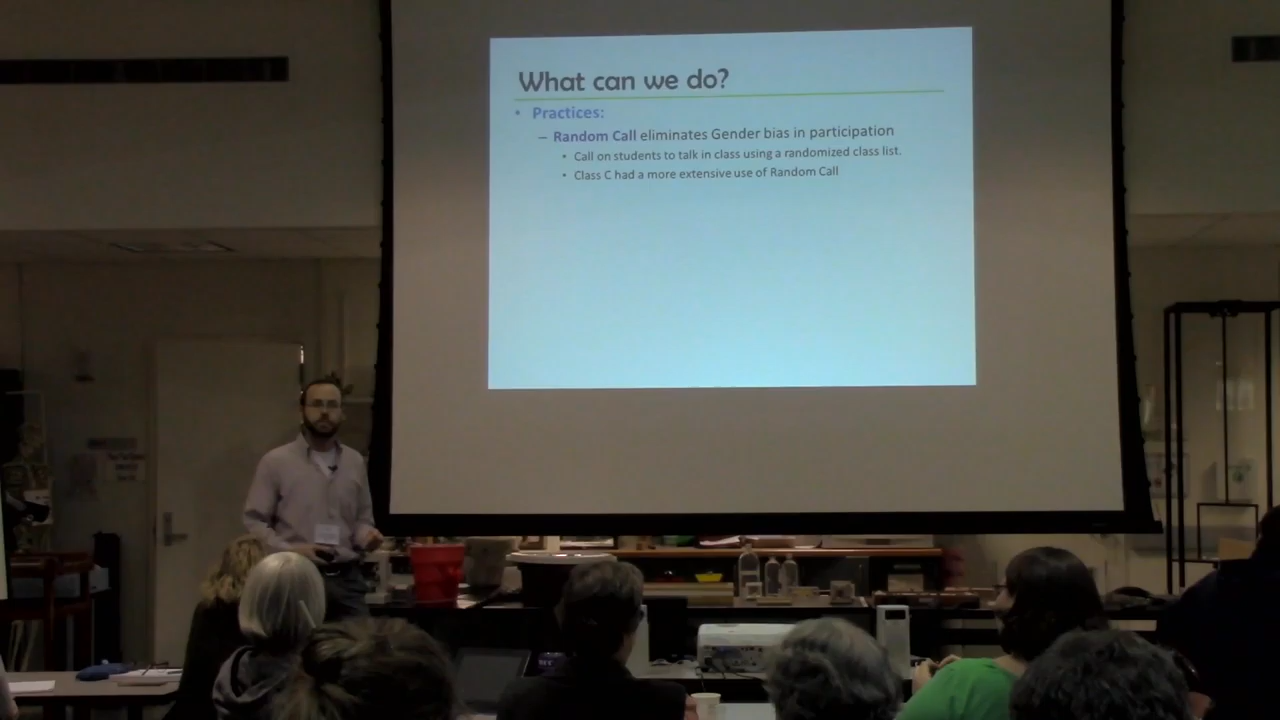 What can we do?
• Practices:
– Random Call eliminates Gender bias in participation
• Call on students to talk in class using a randomized class list.
• Class C had a more extensive use of Random Call